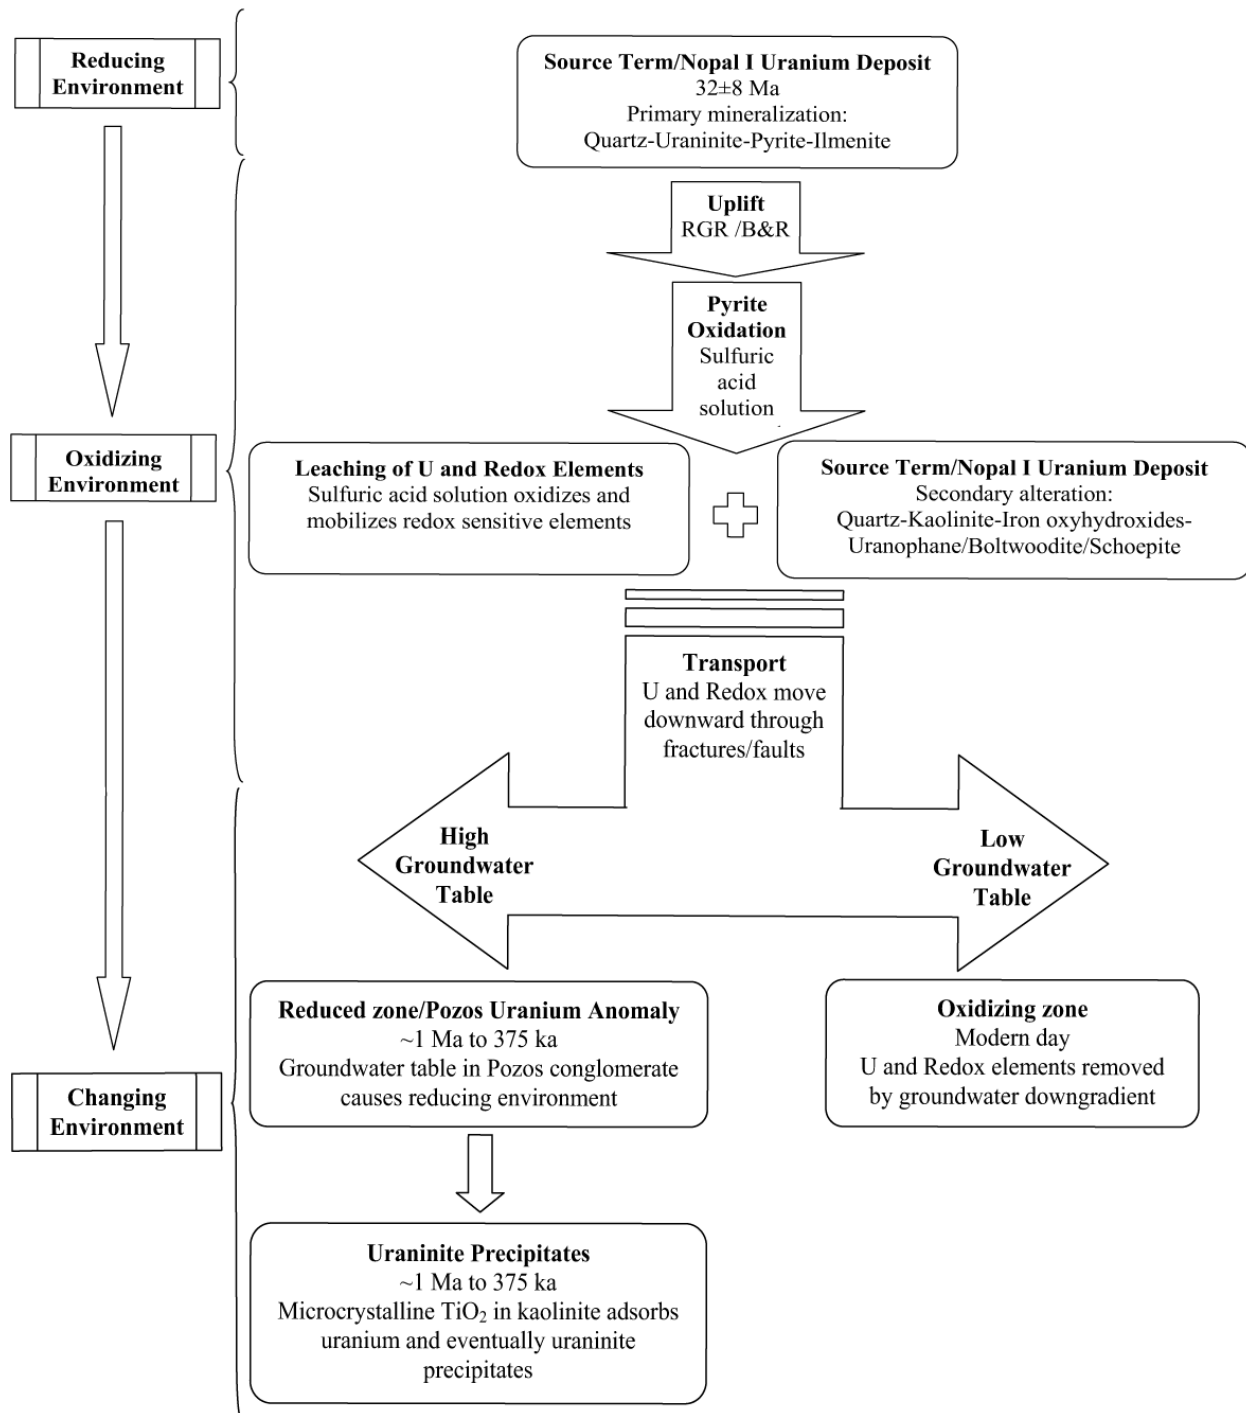 Reducing
Environment
Source Term/Nopal I Uranium Deposit
32±8 Ma
Primary mineralization:
Quartz-Uraninite-Pyrite-Ilmenite
Uplift
RGR /B&R
Pyrite
Oxidation
Sulfuric
acid
solution
Oxidizing
Environment
Leaching of U and Redox Elements
Sulfuric acid solution oxidizes and
mobilizes redox sensitive elements
Source Term/Nopal I Uranium Deposit
Secondary alteration:
Quartz-Kaolinite-Iron oxyhydroxides-
Uranophane/Boltwoodite/Schoepite
Transport
U and Redox move
downward through
fractures/faults
High
Groundwater
Table
Low
Groundwater
Table
Changing
Environment
Reduced zone/Pozos Uranium Anomaly
~1 Ma to 375 ka
Groundwater table in Pozos conglomerate
causes reducing environment
Oxidizing zone
Modern day
U and Redox elements removed
by groundwater downgradient
Uraninite Precipitates
~1 Ma to 375 ka
Microcrystalline TiO₂ in kaolinite adsorbs
uranium and eventually uraninite
precipitates